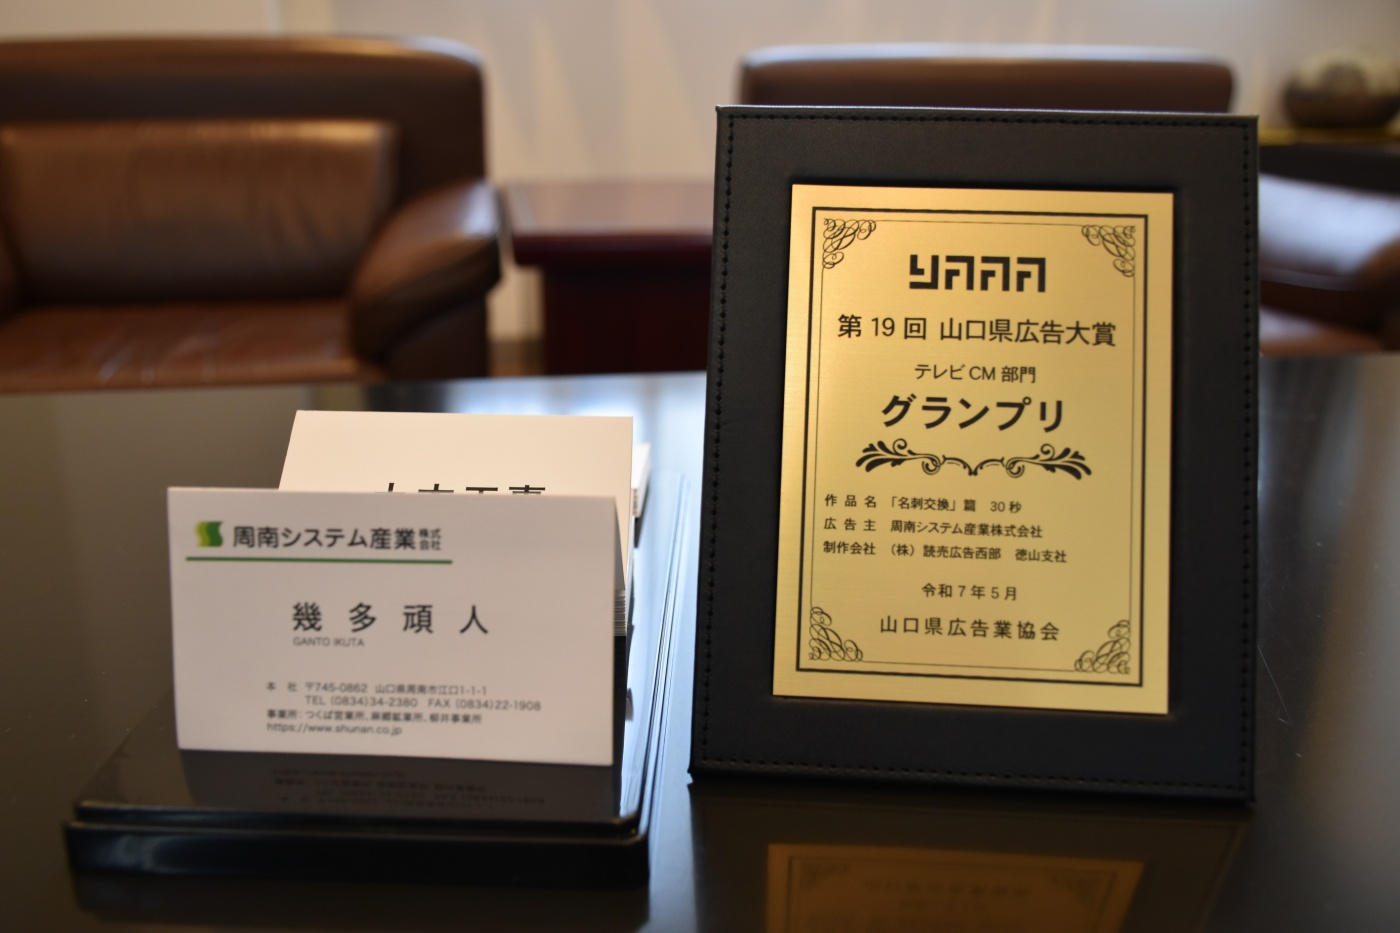 周南システム産業株式会社
幾多頑人
GANTO IKUTA
本 社 〒745-0862 山口県周南市江口1-1-1
TEL (0834)34-2380 FAX (0834)22-1908
事業所:つくば営業所、麻郷鉱業所、柳井事業所
https://www.shunan.co.jp
yaaa
第19回 山口県広告大賞
テレビCM部門
グランプリ
作品名 「名刺交換」篇 30秒
広告主 周南システム産業株式会社
制作会社 (株)読売広告西部 徳山支社
令和7年5月
山口県広告業協会